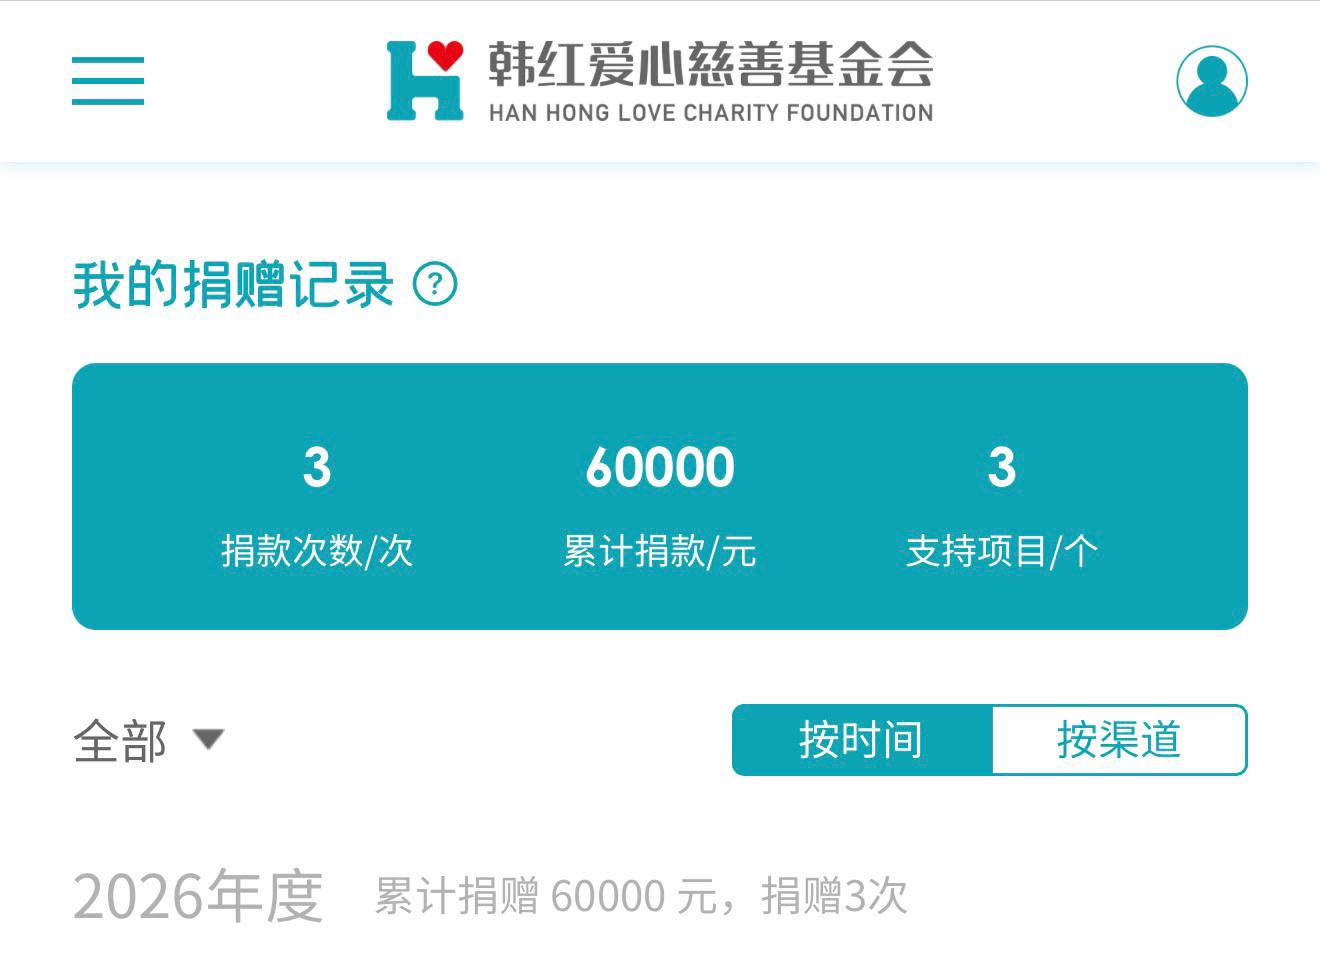 韩红爱心慈善基金会
HAN HONG LOVE CHARITY FOUNDATION
我的捐赠记录 ?
3 60000 3
捐款次数/次 累计捐款/元 支持项目/个
全部 按时间 按渠道
2026年度 累计捐赠 60000 元，捐赠3次